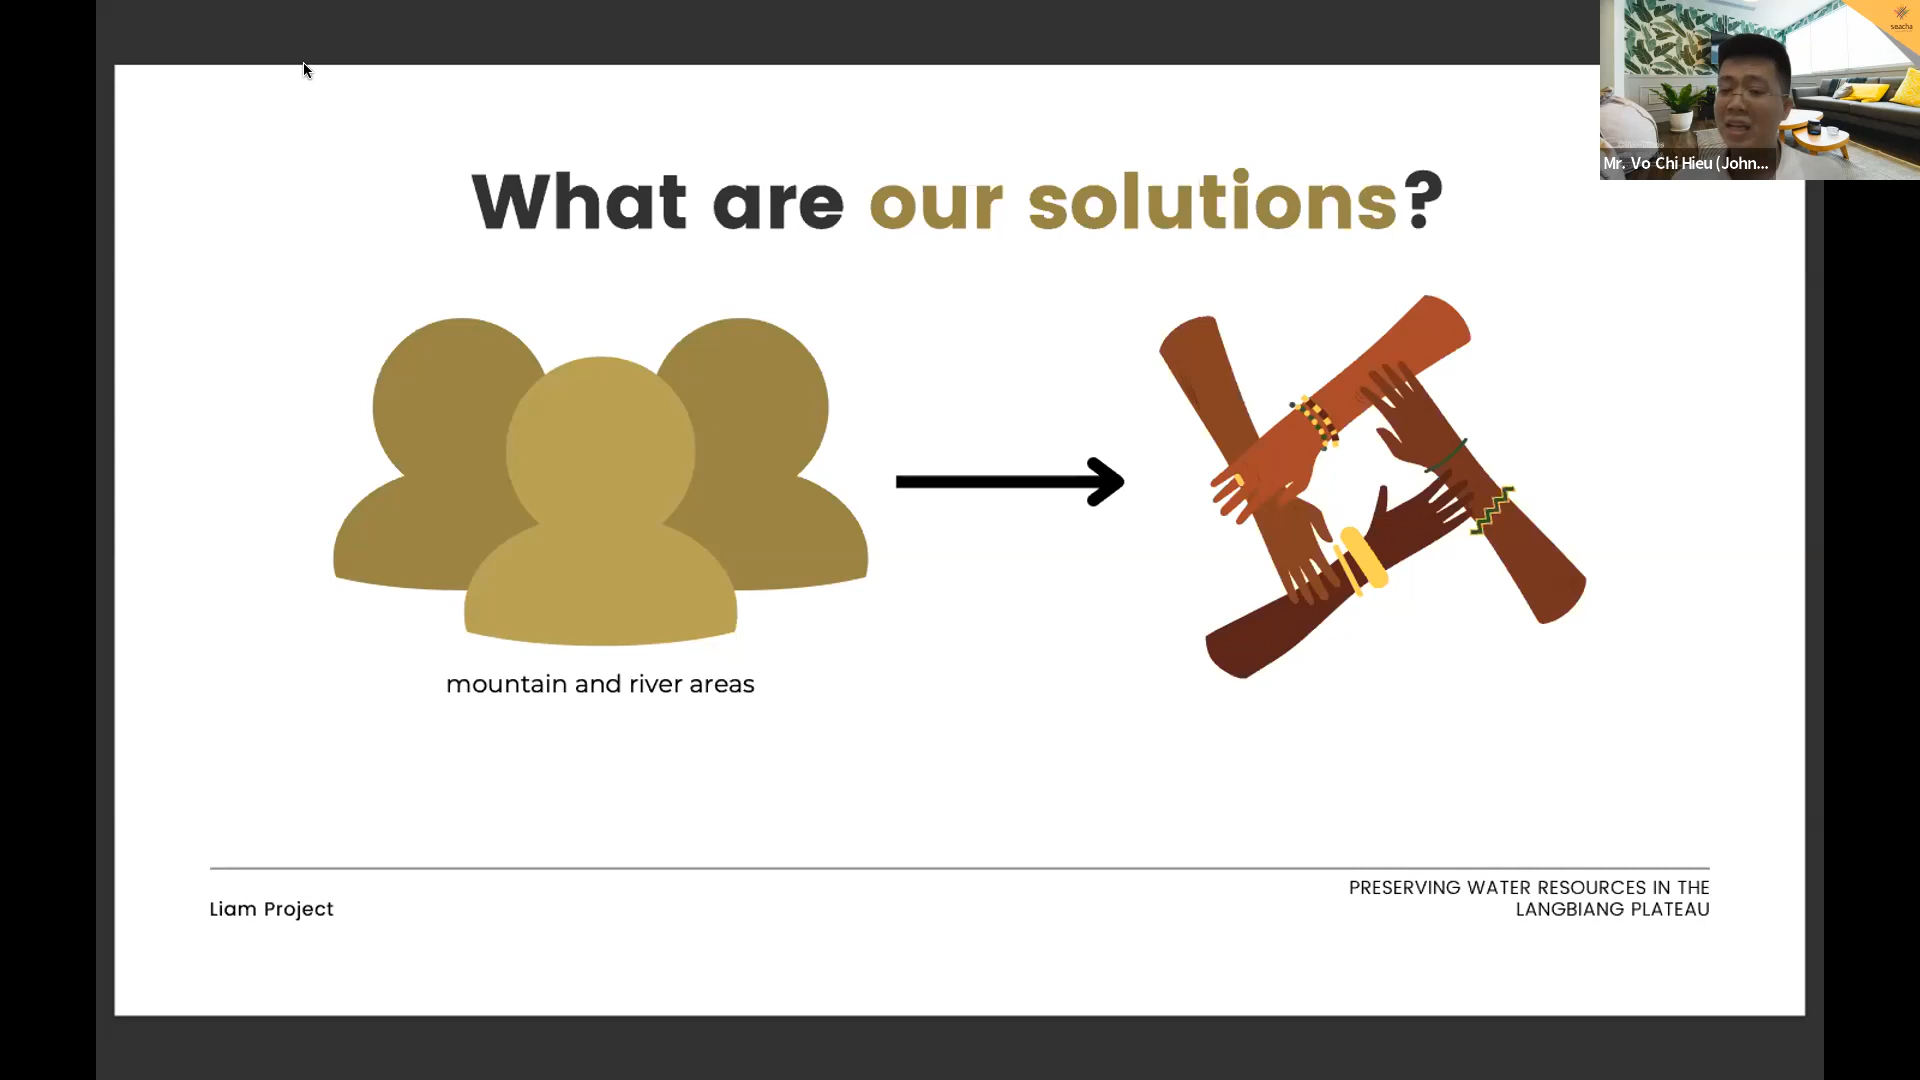 seacha
Mr. Vo Chi Hieu (John...
What are our solutions?
mountain and river areas
Liam Project
PRESERVING WATER RESOURCES IN THE
LANGBIANG PLATEAU